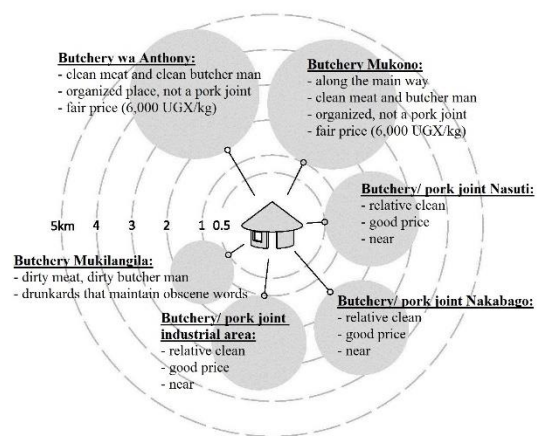 Butchery wa Anthony:
- clean meat and clean butcher man
- organized place, not a pork joint
- fair price (6,000 UGX/kg)
Butchery Mukono:
- along the main way
- clean meat and butcher man
- organized, not a pork joint
- fair price (6,000 UGX/kg)
Butchery/ pork joint Nasuti:
- relative clean
- good price
- near
5km 4 3 2 1 0.5
Butchery Mukilangila:
- dirty meat, dirty butcher man
- drunkards that maintain obscene words
Butchery/ pork joint Nakabago:
- relative clean
- good price
- near
Butchery/ pork joint
industrial area:
- relative clean
- good price
- near